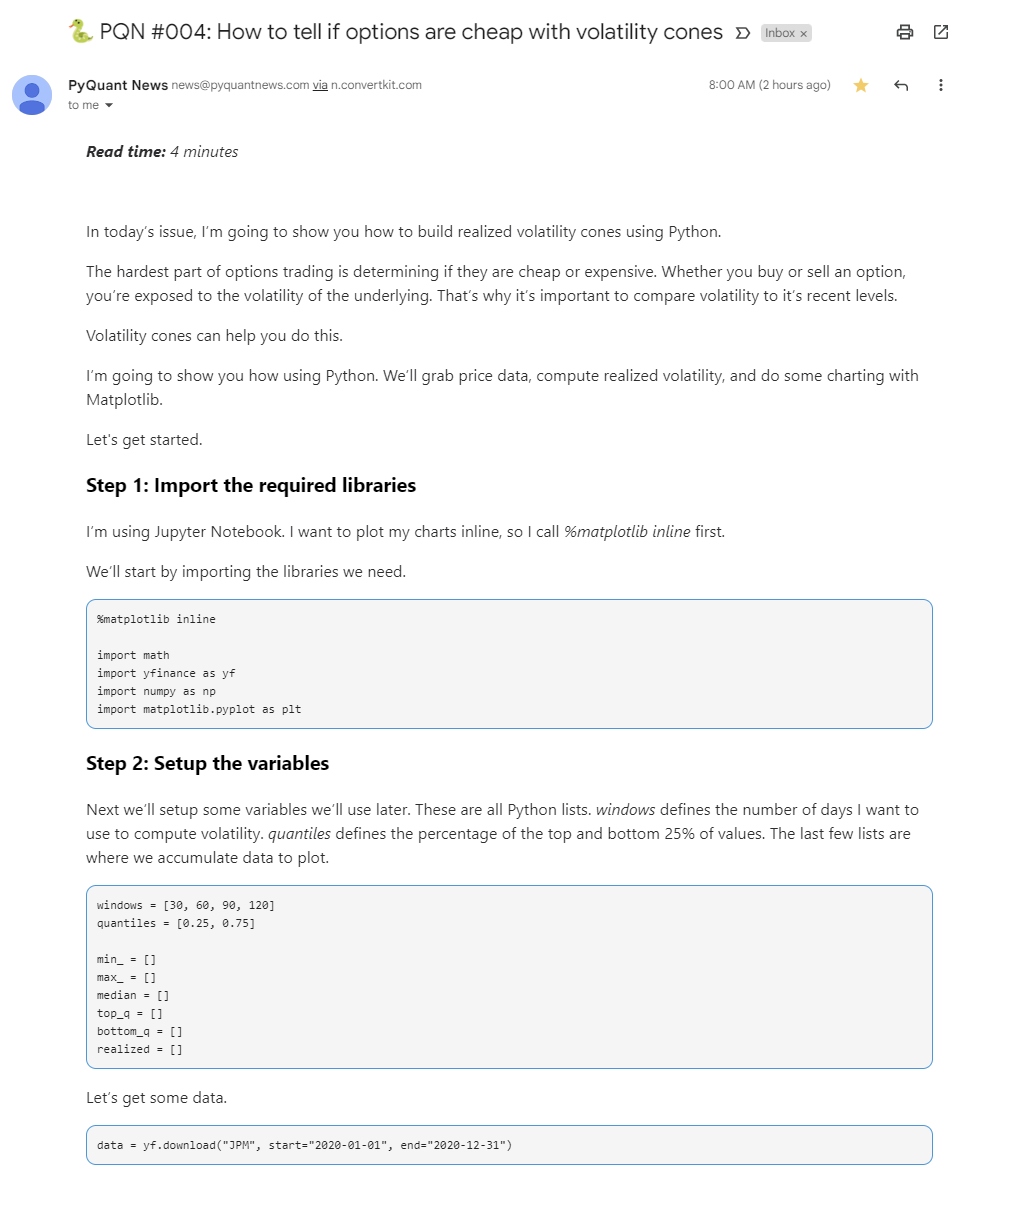 🐍 PQN #004: How to tell if options are cheap with volatility cones Inbox ×
PyQuant News news@pyquantnews.com via n.convertkit.com 8:00 AM (2 hours ago)
to me
Read time: 4 minutes
In today's issue, I'm going to show you how to build realized volatility cones using Python.
The hardest part of options trading is determining if they are cheap or expensive. Whether you buy or sell an option,
you're exposed to the volatility of the underlying. That's why it's important to compare volatility to it's recent levels.
Volatility cones can help you do this.
I'm going to show you how using Python. We'll grab price data, compute realized volatility, and do some charting with
Matplotlib.
Let's get started.
Step 1: Import the required libraries
I'm using Jupyter Notebook. I want to plot my charts inline, so I call %matplotlib inline first.
We'll start by importing the libraries we need.
%matplotlib inline
import math
import yfinance as yf
import numpy as np
import matplotlib.pyplot as plt
Step 2: Setup the variables
Next we'll setup some variables we'll use later. These are all Python lists. windows defines the number of days I want to
use to compute volatility. quantiles defines the percentage of the top and bottom 25% of values. The last few lists are
where we accumulate data to plot.
windows = [30, 60, 90, 120]
quantiles = [0.25, 0.75]
min_ = []
max_ = []
median = []
top_q = []
bottom_q = []
realized = []
Let's get some data.
data = yf.download("JPM", start="2020-01-01", end="2020-12-31")